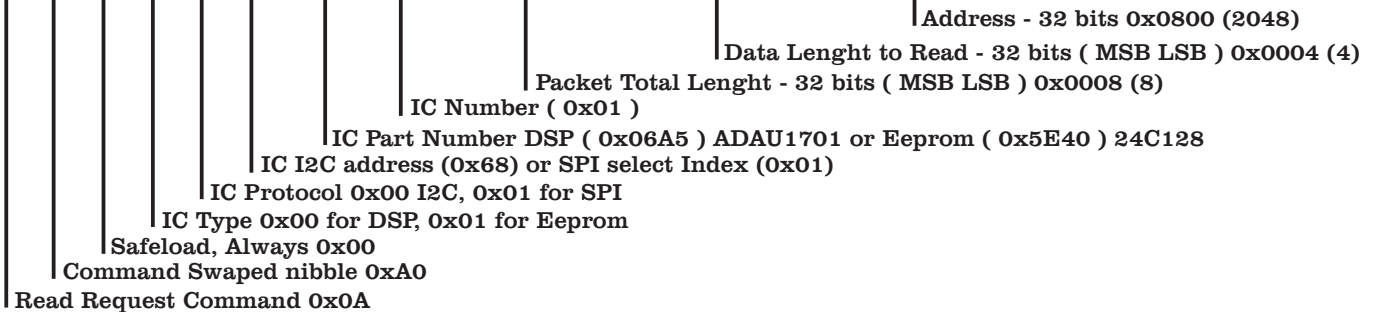 Address - 32 bits 0x0800 (2048)
Data Lenght to Read - 32 bits ( MSB LSB ) 0x0004 (4)
Packet Total Lenght - 32 bits ( MSB LSB ) 0x0008 (8)
IC Number ( 0x01 )
IC Part Number DSP ( 0x06A5 ) ADAU1701 or Eeprom ( 0x5E40 ) 24C128
IC I2C address (0x68) or SPI select Index (0x01)
IC Protocol 0x00 I2C, 0x01 for SPI
IC Type 0x00 for DSP, 0x01 for Eeprom
Safeload, Always 0x00
Command Swaped nibble 0xA0
Read Request Command 0x0A